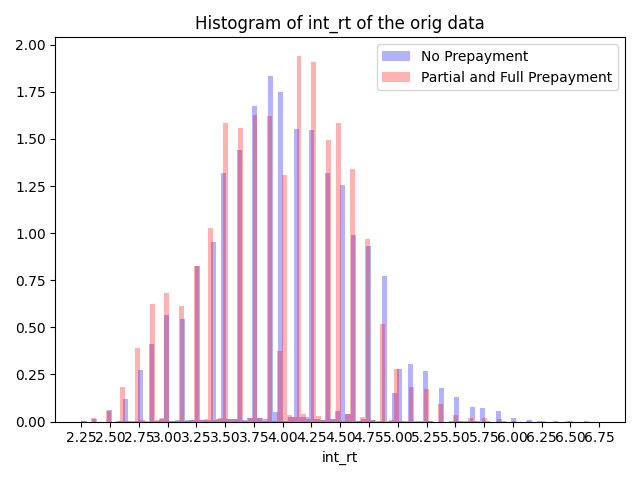 Histogram of int_rt of the orig data
No Prepayment
Partial and Full Prepayment
2.00
1.75
1.50
1.25
1.00
0.75
0.50
0.25
0.00
2.25 2.50 2.75 3.00 3.25 3.50 3.75 4.00 4.25 4.50 4.75 5.00 5.25 5.50 5.75 6.00 6.25 6.50 6.75
int_rt